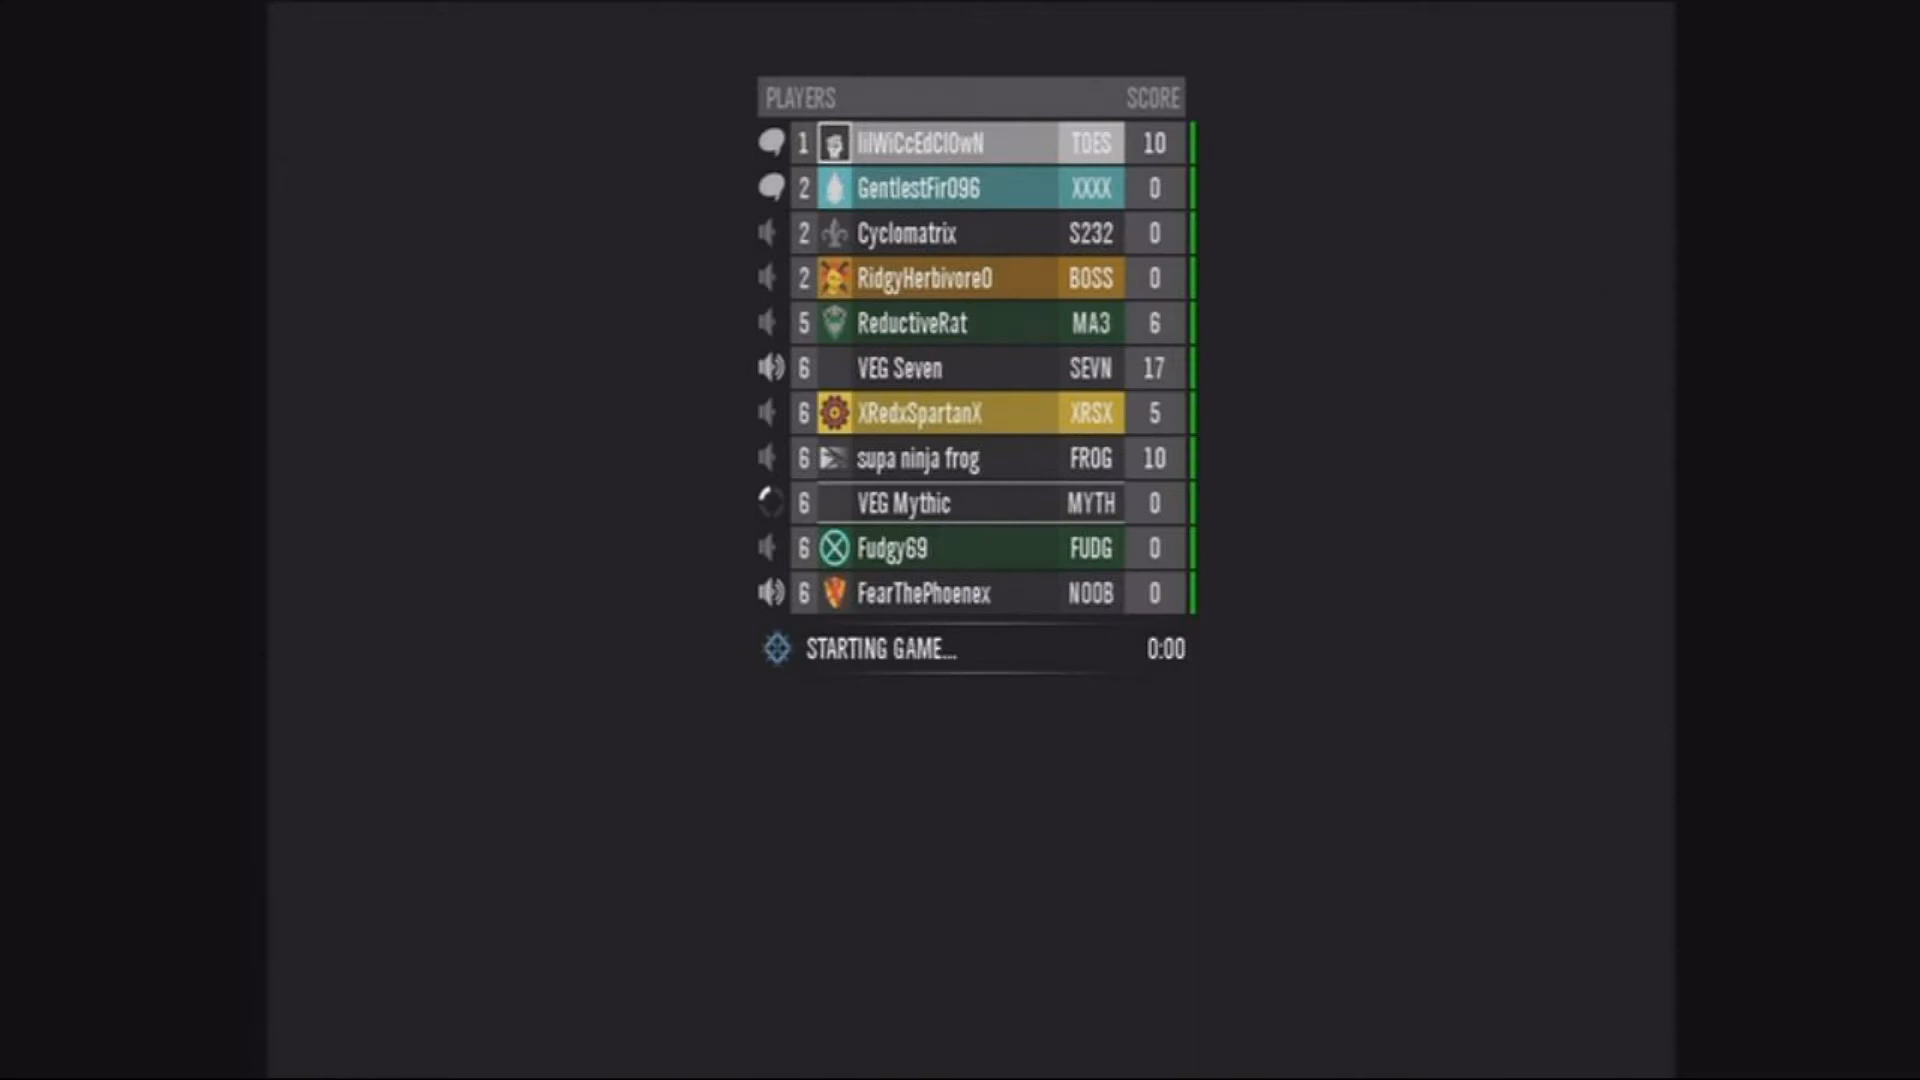 PLAYERS SCORE
1 lilWiCcEdClOwN TOES 10
2 GentlestFir096 XXXX 0
2 Cyclomatrix S232 0
2 RidgyHerbivore0 BOSS 0
5 ReductiveRat MA3 6
6 VEG Seven SEVN 17
6 XRedxSpartanX XRSX 5
6 supa ninja frog FROG 10
6 VEG Mythic MYTH 0
6 Fudgy69 FUDG 0
6 FearThePhoenex NOOB 0
STARTING GAME... 0:00